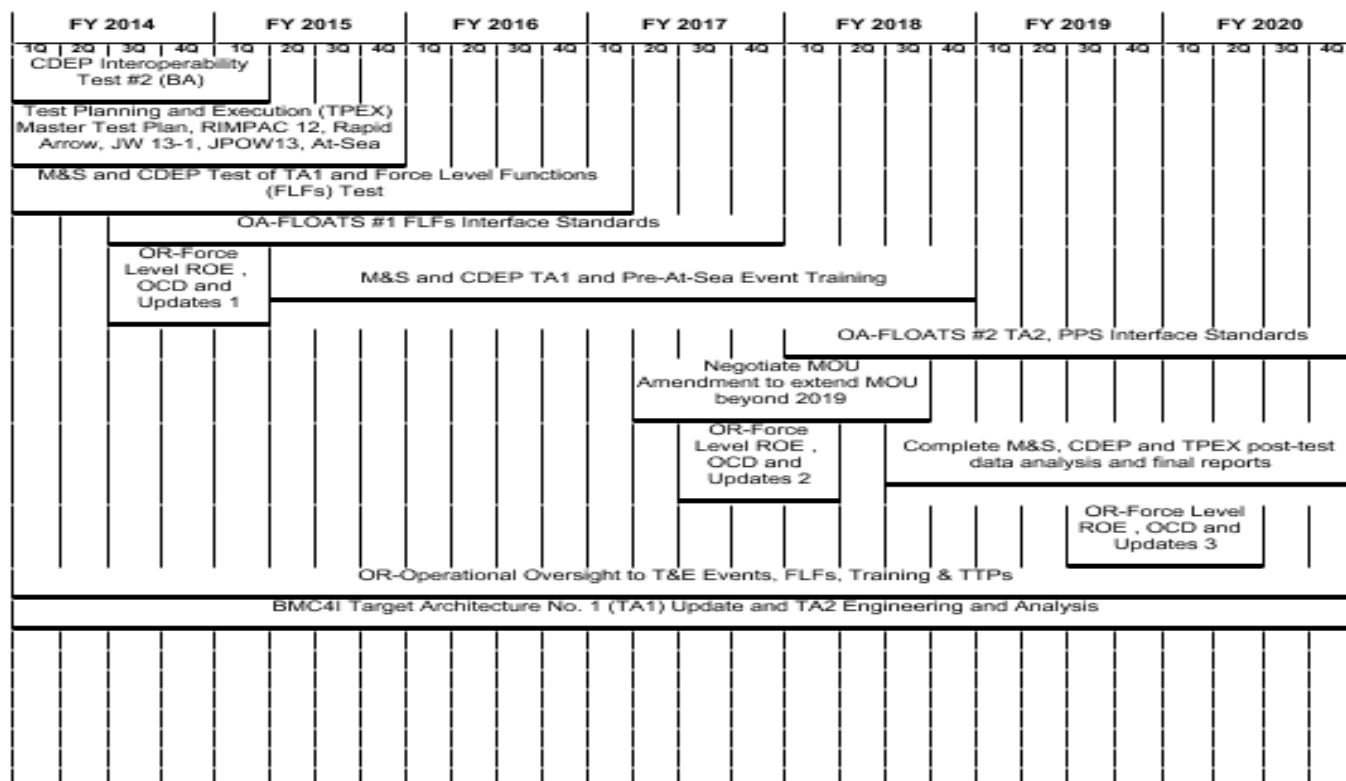 FY 2014 FY 2015 FY 2016 FY 2017 FY 2018 FY 2019 FY 2020
1Q 2Q 3Q 4Q 1Q 2Q 3Q 4Q 1Q 2Q 3Q 4Q 1Q 2Q 3Q 4Q 1Q 2Q 3Q 4Q 1Q 2Q 3Q 4Q 1Q 2Q 3Q 4Q
CDEP Interoperability
Test #2 (BA)
Test Planning and Execution (TPEX)
Master Test Plan, RIMPAC 12, Rapid
Arrow, JW 13-1, JPOW13, At-Sea
M&S and CDEP Test of TA1 and Force Level Functions
(FLFs) Test
OA-FLOATS #1 FLFs Interface Standards
OR-Force
Level ROE ,
OCD and
Updates 1
M&S and CDEP TA1 and Pre-At-Sea Event Training
OA-FLOATS #2 TA2, PPS Interface Standards
Negotiate MOU
Amendment to extend MOU
beyond 2019
OR-Force
Level ROE ,
OCD and
Updates 2
Complete M&S, CDEP and TPEX post-test
data analysis and final reports
OR-Force Level
ROE , OCD and
Updates 3
OR-Operational Oversight to T&E Events, FLFs, Training & TTPs
BMC4I Target Architecture No. 1 (TA1) Update and TA2 Engineering and Analysis